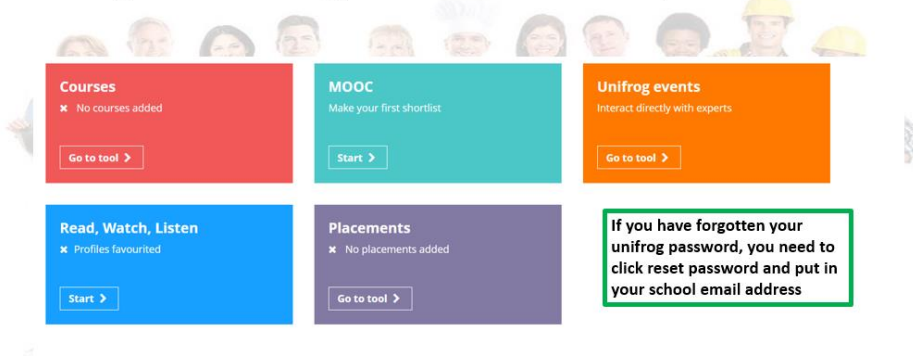 Courses
✖ No courses added
Go to tool >
MOOC
Make your first shortlist
Start >
Unifrog events
Interact directly with experts
Go to tool >
Read, Watch, Listen
✖ Profiles favourited
Start >
Placements
✖ No placements added
Go to tool >
If you have forgotten your
unifrog password, you need to
click reset password and put in
your school email address